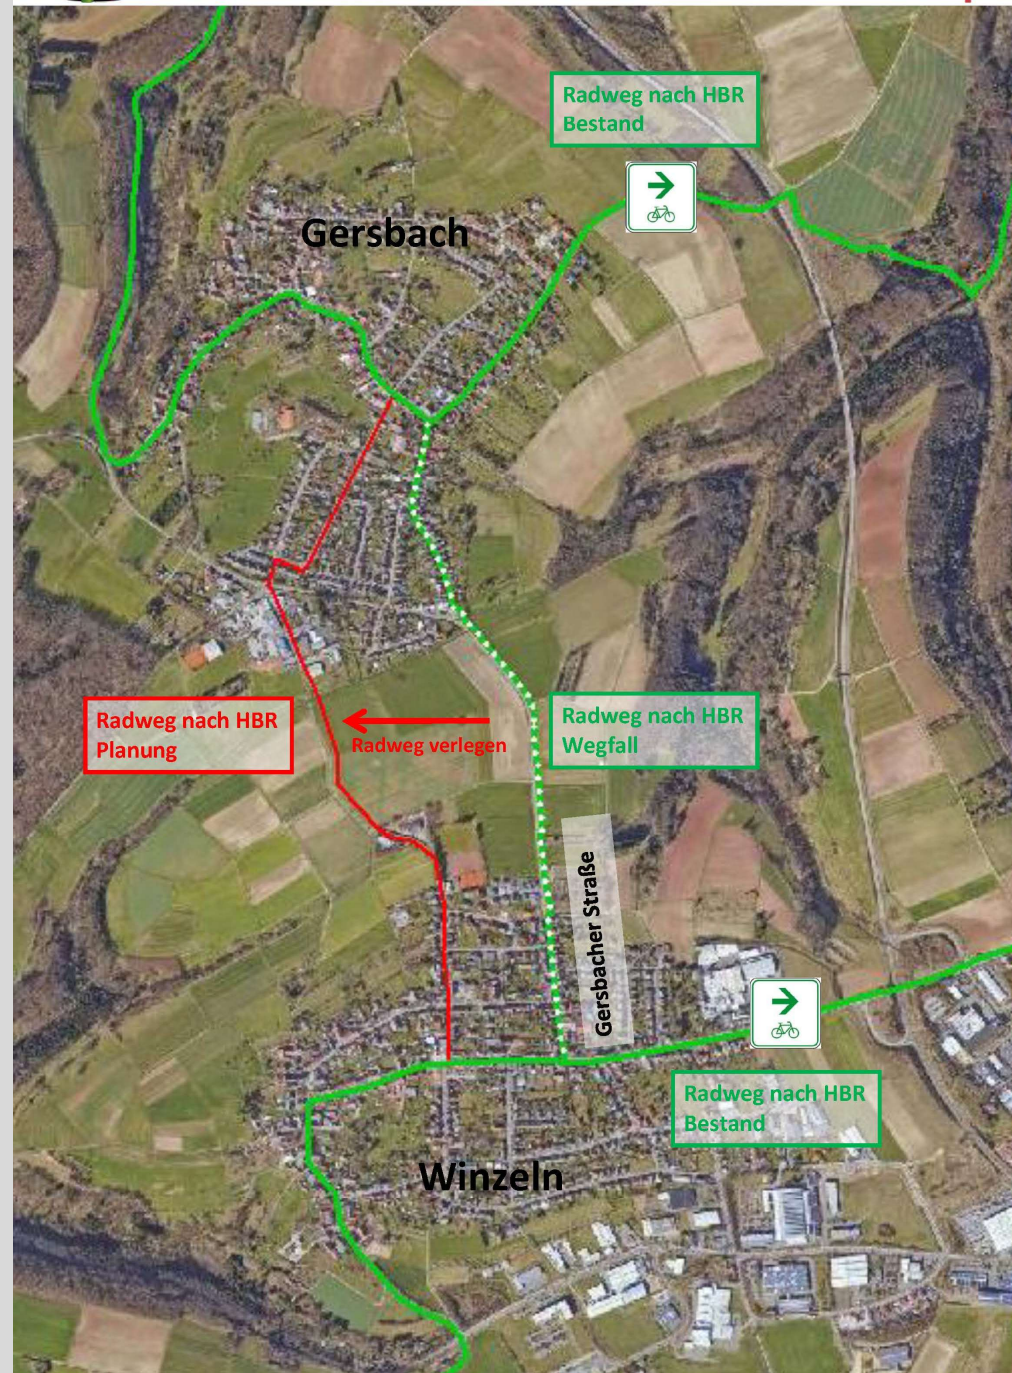 Radweg nach HBR
Bestand
Gersbach
Radweg nach HBR
Planung
Radweg verlegen
Radweg nach HBR
Wegfall
Gersbacher Straße
Radweg nach HBR
Bestand
Winzeln